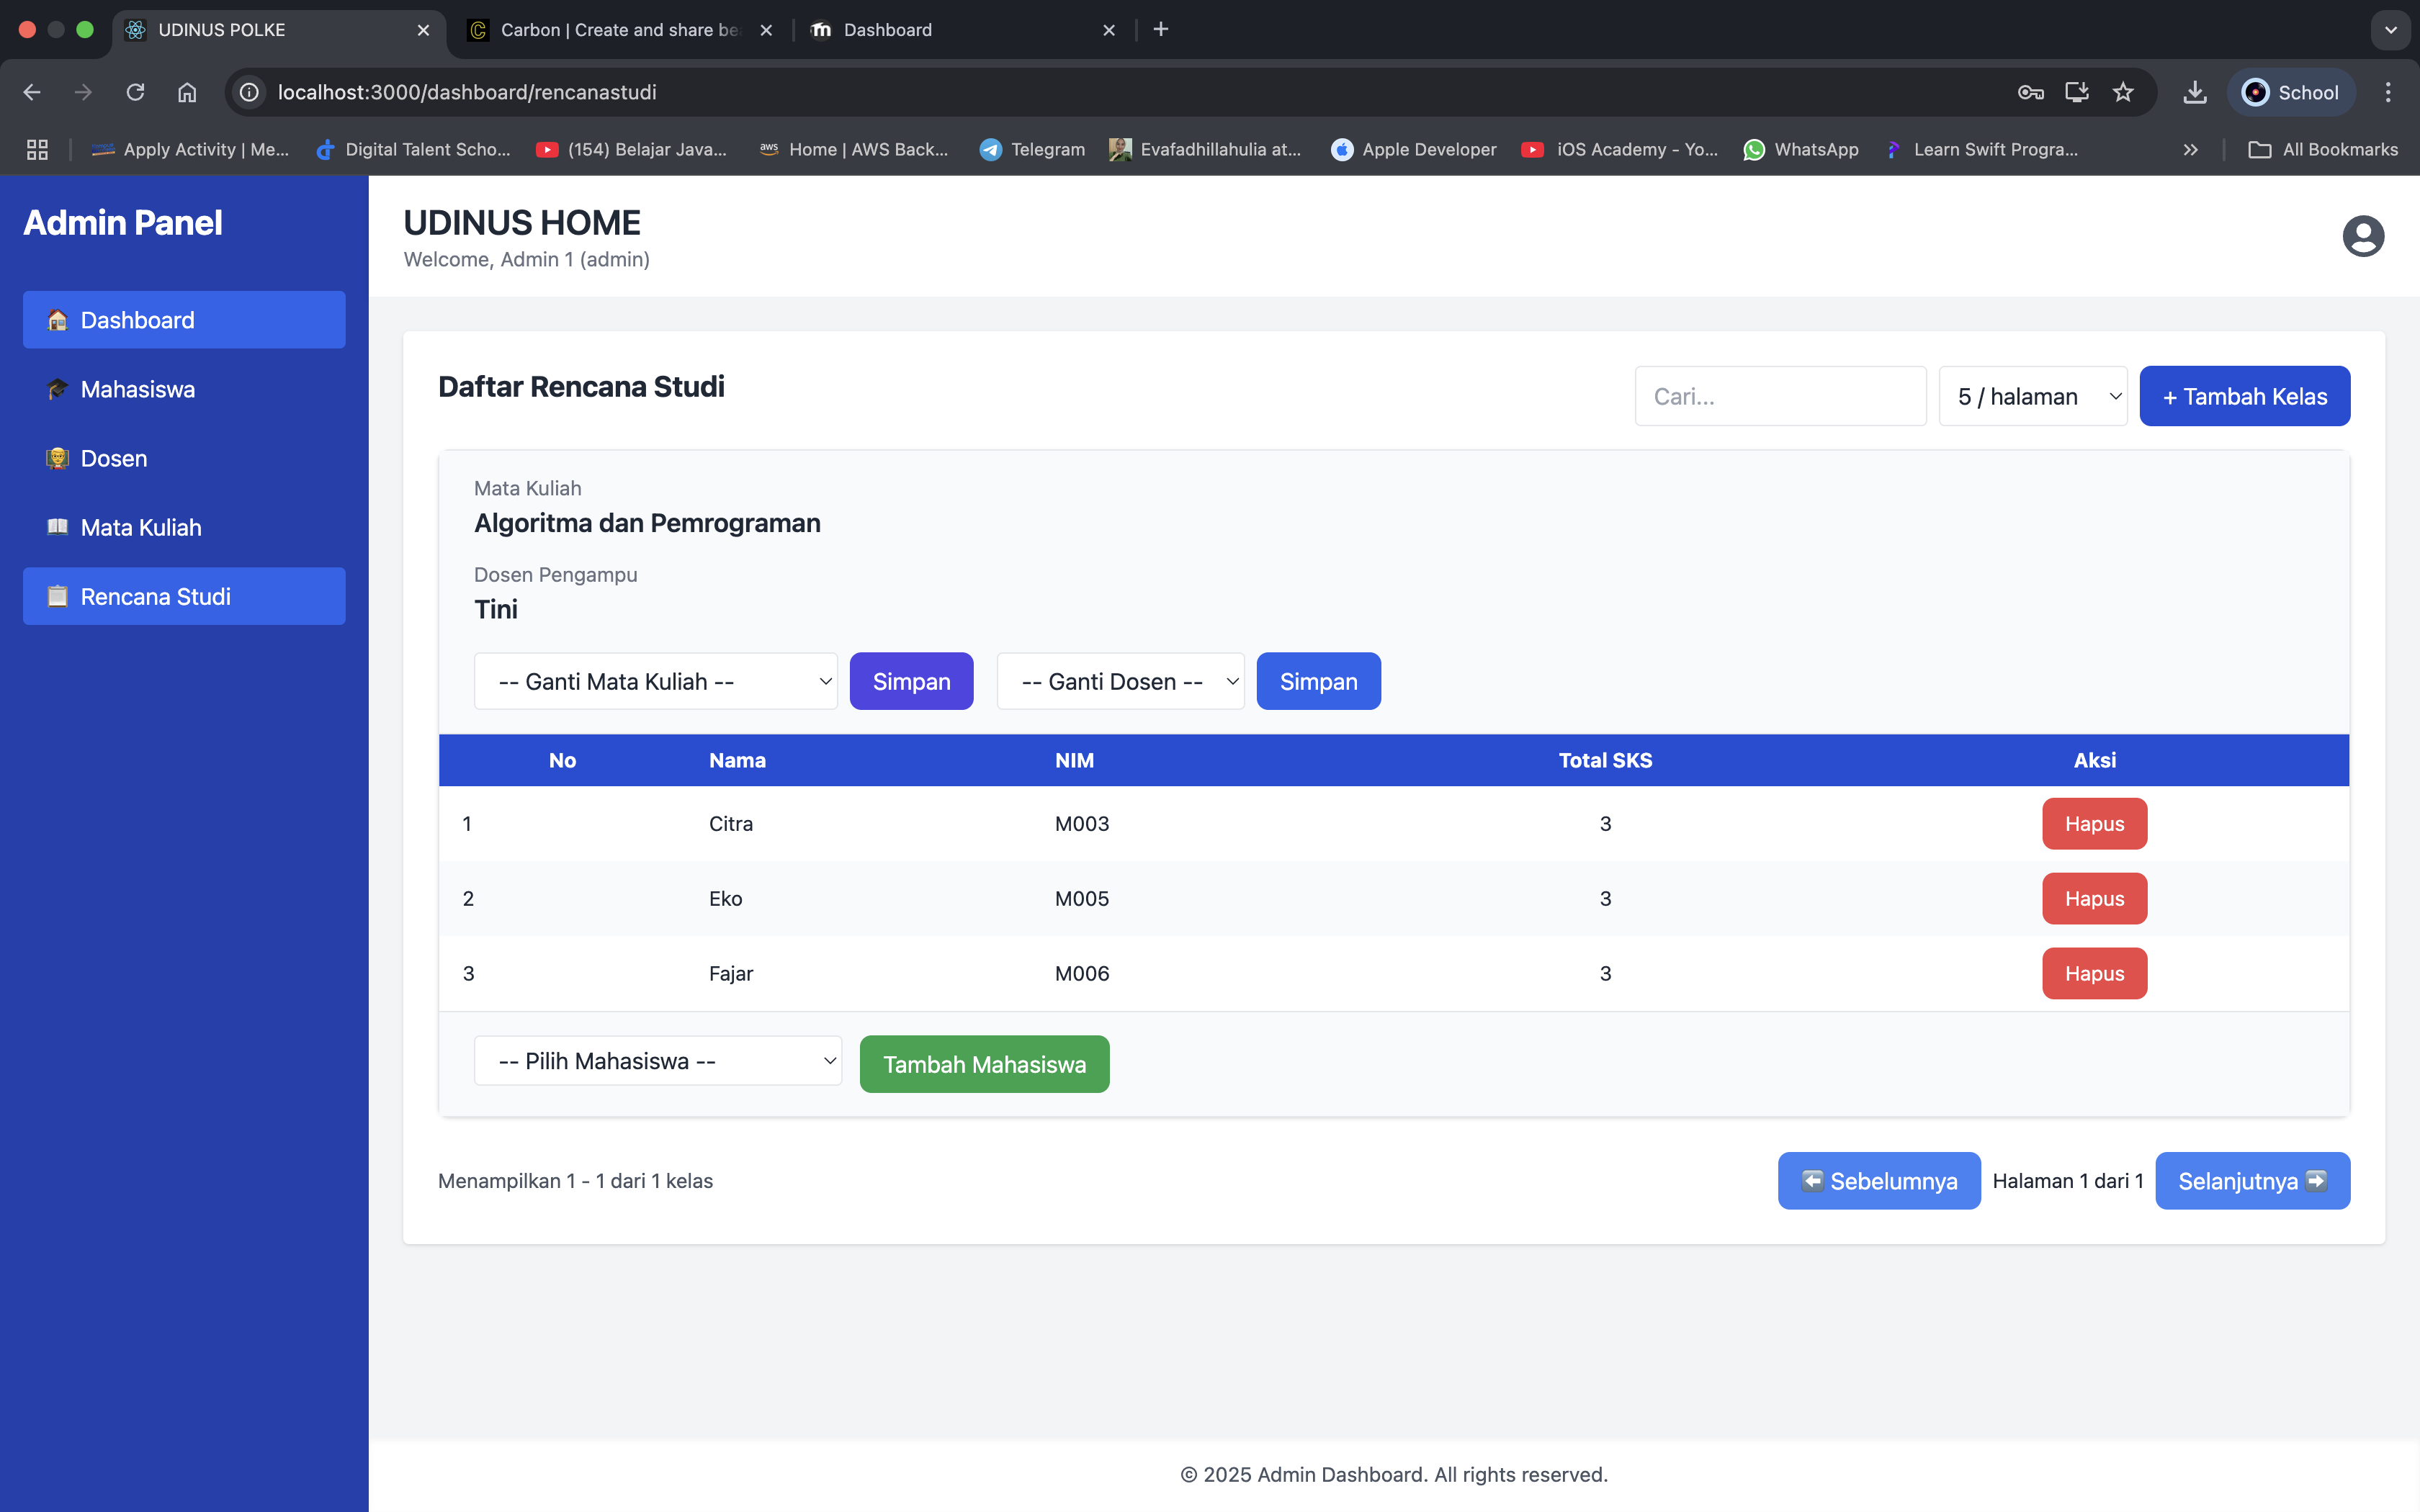 UDINUS POLKE
Carbon | Create and share be
Dashboard
localhost:3000/dashboard/rencanastudi
School
Apply Activity | Me...
Digital Talent Scho...
(154) Belajar Java...
aws
Home | AWS Back...
Telegram
Evafadhillahulia at...
Apple Developer
iOS Academy - Yo...
WhatsApp
Learn Swift Progra...
All Bookmarks
Admin Panel
Dashboard
Mahasiswa
Dosen
Mata Kuliah
Rencana Studi
UDINUS HOME
Welcome, Admin 1 (admin)
Daftar Rencana Studi
Cari...
5 / halaman
+ Tambah Kelas
Mata Kuliah
Algoritma dan Pemrograman
Dosen Pengampu
Tini
-- Ganti Mata Kuliah --
Simpan
-- Ganti Dosen --
Simpan
No Nama NIM Total SKS Aksi
1 Citra M003 3 Hapus
2 Eko M005 3 Hapus
3 Fajar M006 3 Hapus
-- Pilih Mahasiswa --
Tambah Mahasiswa
Menampilkan 1 - 1 dari 1 kelas
⬅️ Sebelumnya
Halaman 1 dari 1
Selanjutnya ➡️
© 2025 Admin Dashboard. All rights reserved.